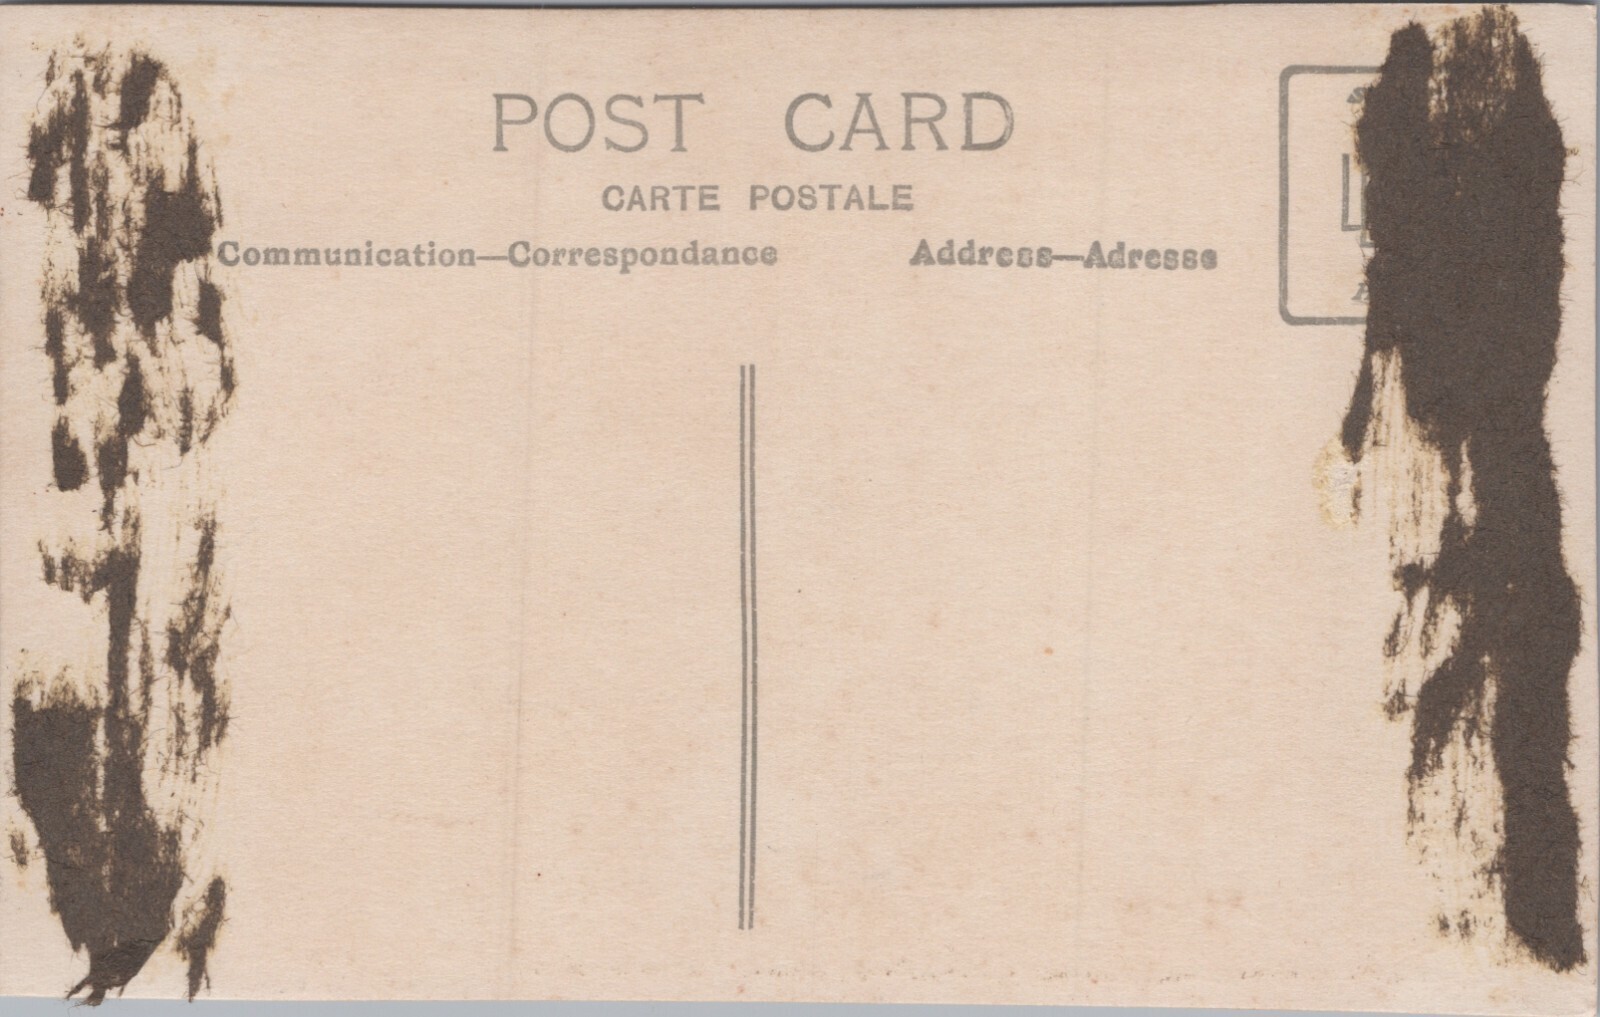 POST CARD
CARTE POSTALE
Communication—Correspondance
Address—Adresse